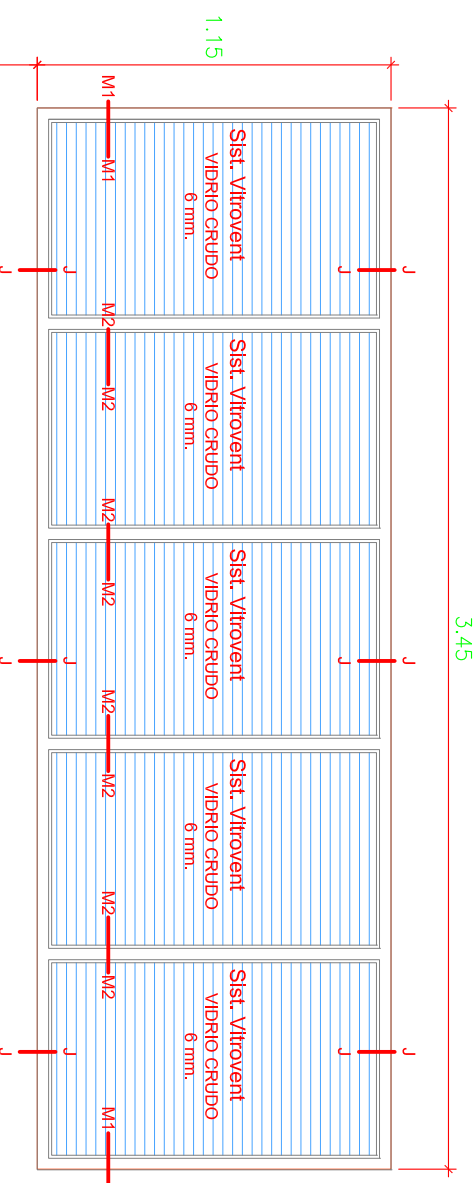 3.45
1.15
J
J
J
J
J
J
Sist. Vitrovent
VIDRIO CRUDO
6 mm.
Sist. Vitrovent
VIDRIO CRUDO
6 mm.
Sist. Vitrovent
VIDRIO CRUDO
6 mm.
Sist. Vitrovent
VIDRIO CRUDO
6 mm.
Sist. Vitrovent
VIDRIO CRUDO
6 mm.
M1
M1
M2
M2
M2
M2
M2
M2
M2
M2
M1
J
J
J
J
J
J